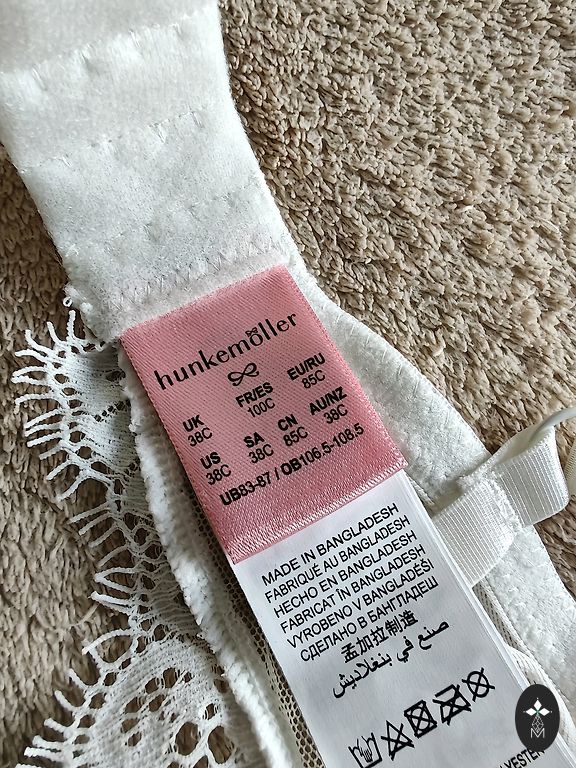 hunkemöller
UK FR/ES EU/RU
38C 100C 85C
US SA CN AU/NZ
38C 38C 85C 38C
UB83-87 / OB106.5-108.5
MADE IN BANGLADESH
FABRIQUÉ AU BANGLADESH
HECHO EN BANGLADESH
FABRICAT ÎN BANGLADESH
VYROBENO V BANGLADÉŠI
СДЕЛАНО В БАНГЛАДЕШ
孟加拉制造
صنع في بنغلاديش
M